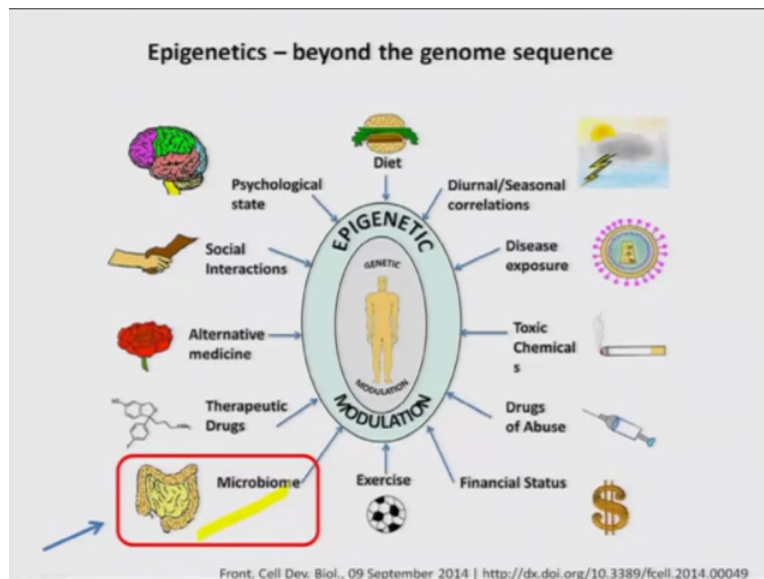 Epigenetics – beyond the genome sequence
Diet
Psychological
state
Diurnal/Seasonal
correlations
EPIGENETIC
Social
Interactions
GENETIC
Disease
exposure
Alternative
medicine
Toxic
Chemical
s
MODULATION
Therapeutic
Drugs
MODULATION
Drugs
of Abuse
Microbiome
Exercise
Financial Status
$
Front. Cell Dev. Biol., 09 September 2014 | http://dx.doi.org/10.3389/fcell.2014.00049